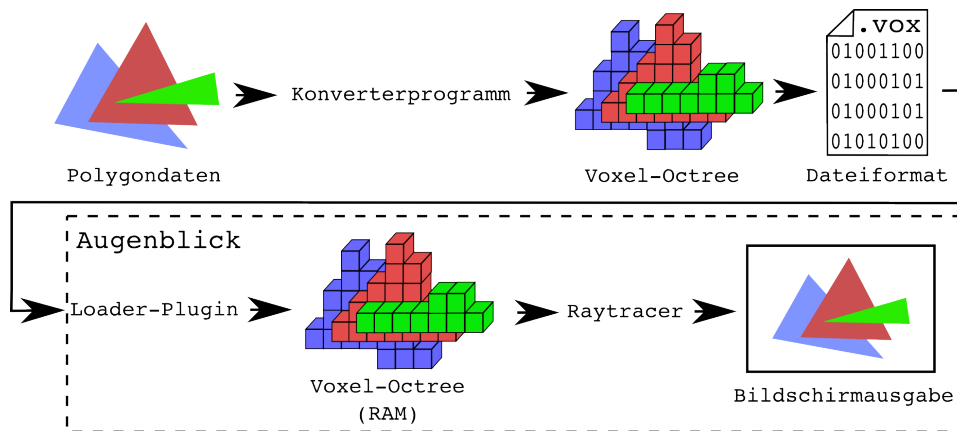 .vox
01001100
01000101
01000101
01010100
Konverterprogramm
Polygondaten
Voxel-Octree
Dateiformat
Augenblick
Loader-Plugin
Raytracer
Voxel-Octree
(RAM)
Bildschirmausgabe